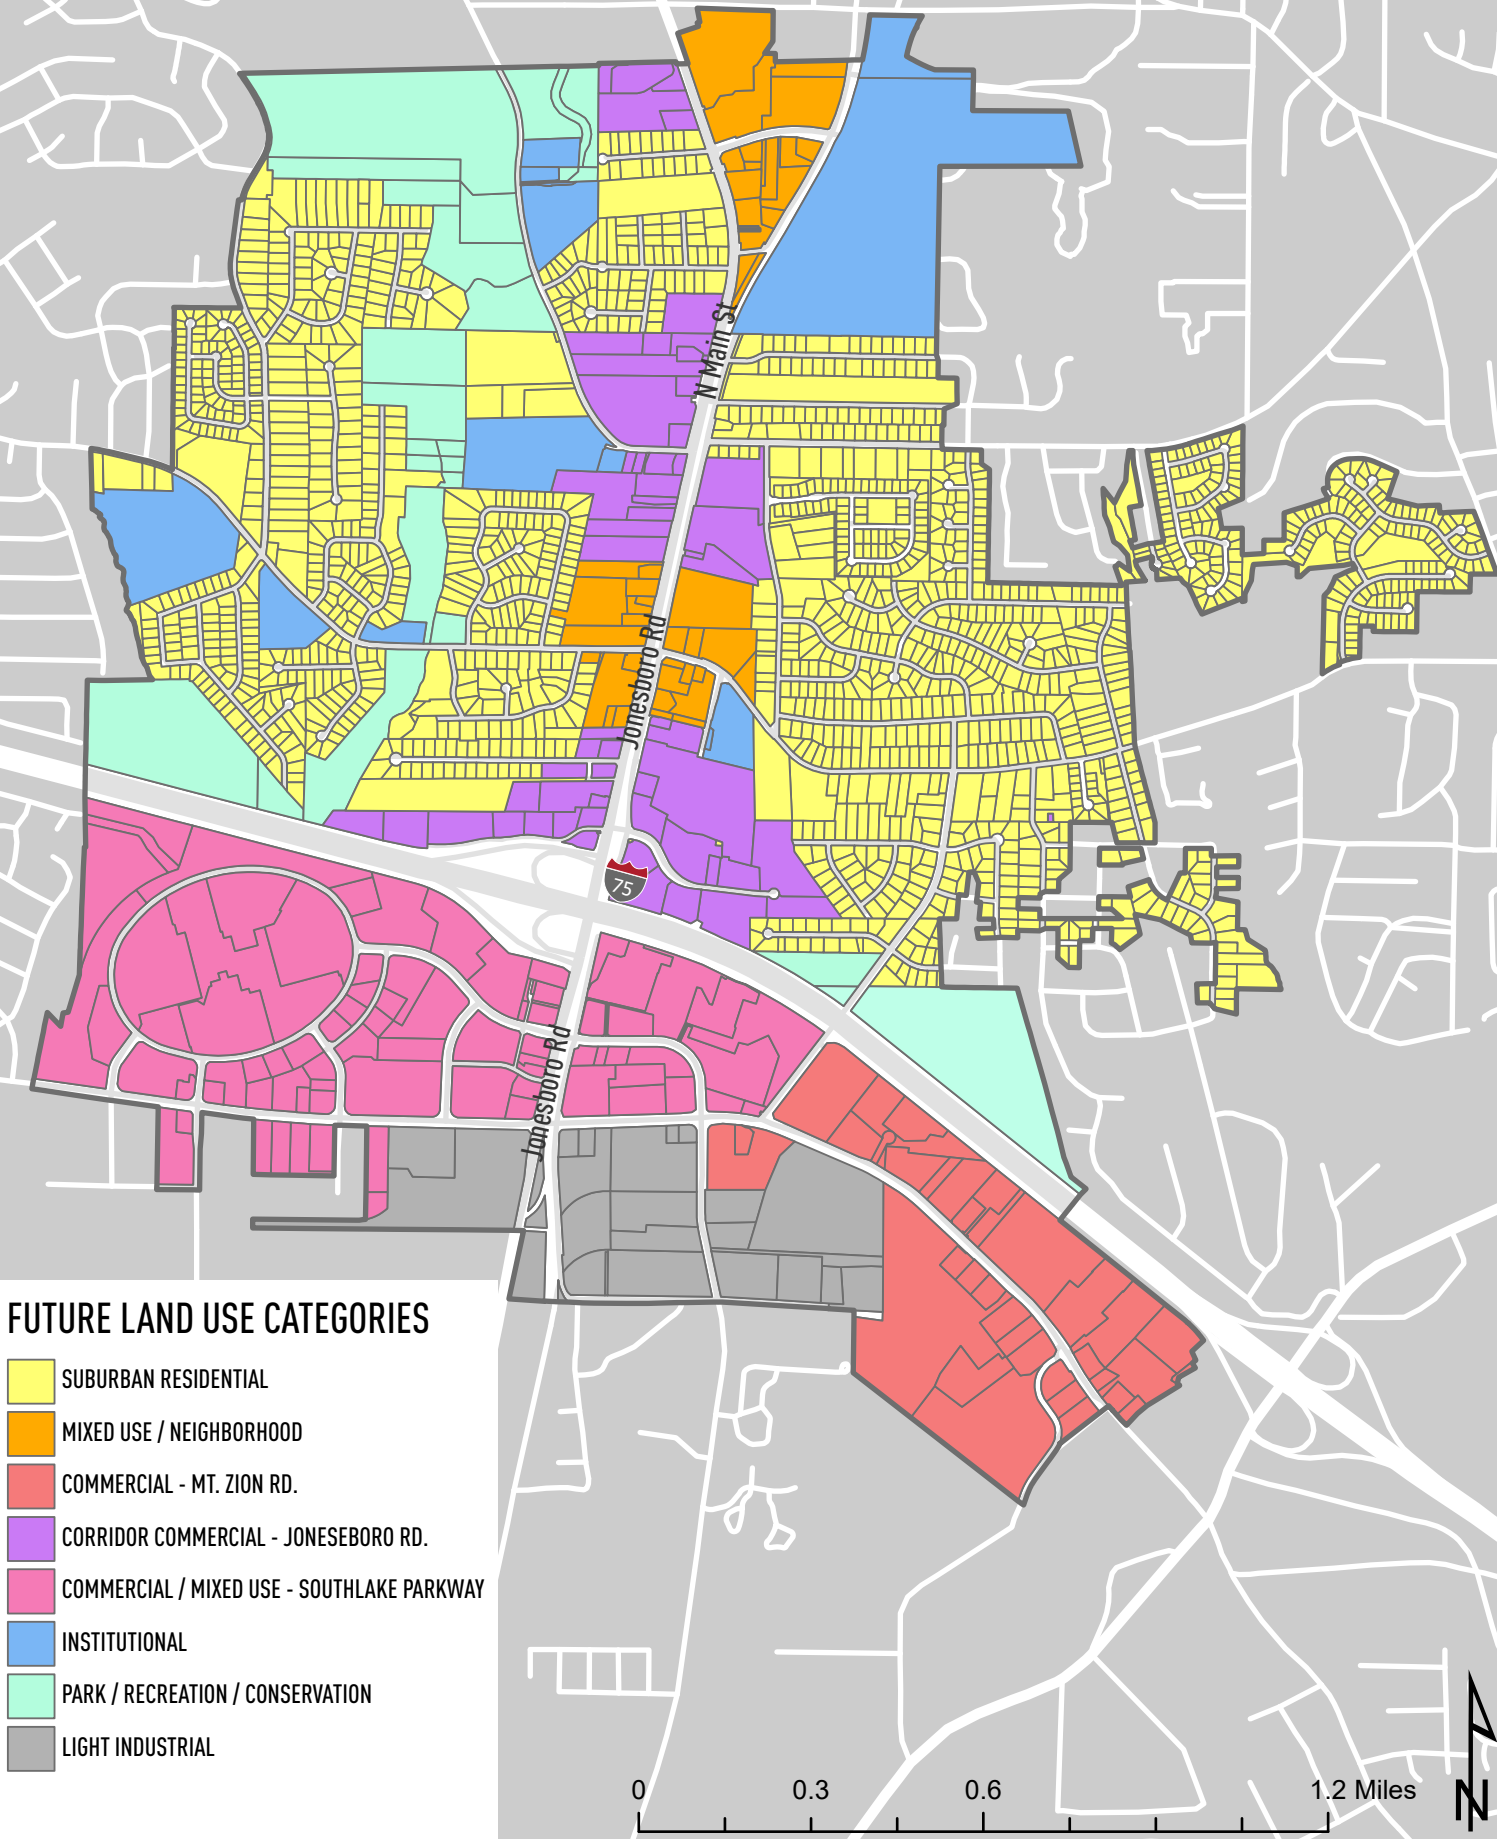 N Main St
Jonesboro Rd
75
Jonesboro Rd
Jonesboro Rd
FUTURE LAND USE CATEGORIES
SUBURBAN RESIDENTIAL
MIXED USE / NEIGHBORHOOD
COMMERCIAL - MT. ZION RD.
CORRIDOR COMMERCIAL - JONESEBORO RD.
COMMERCIAL / MIXED USE - SOUTHLAKE PARKWAY
INSTITUTIONAL
PARK / RECREATION / CONSERVATION
LIGHT INDUSTRIAL
0 0.3 0.6 1.2 Miles
N